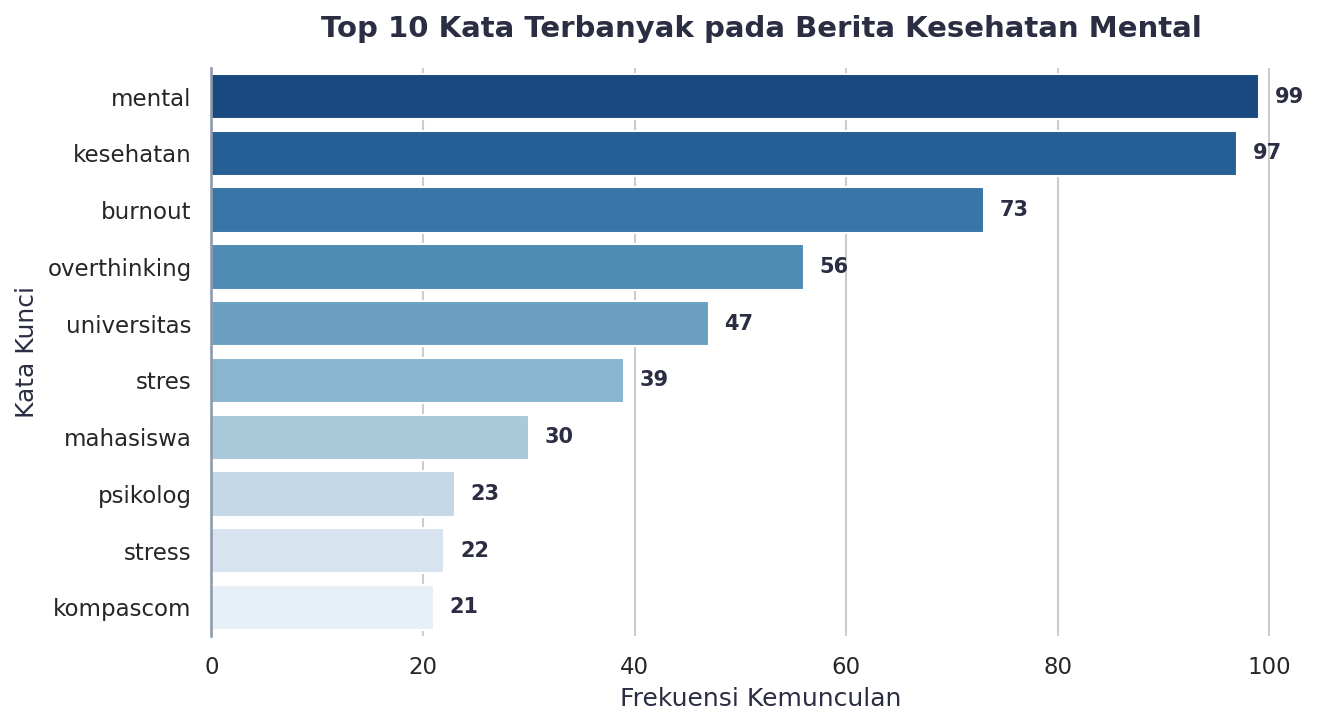 Top 10 Kata Terbanyak pada Berita Kesehatan Mental
Kata Kunci
mental 99
kesehatan 97
burnout 73
overthinking 56
universitas 47
stres 39
mahasiswa 30
psikolog 23
stress 22
kompascom 21
0 20 40 60 80 100
Frekuensi Kemunculan